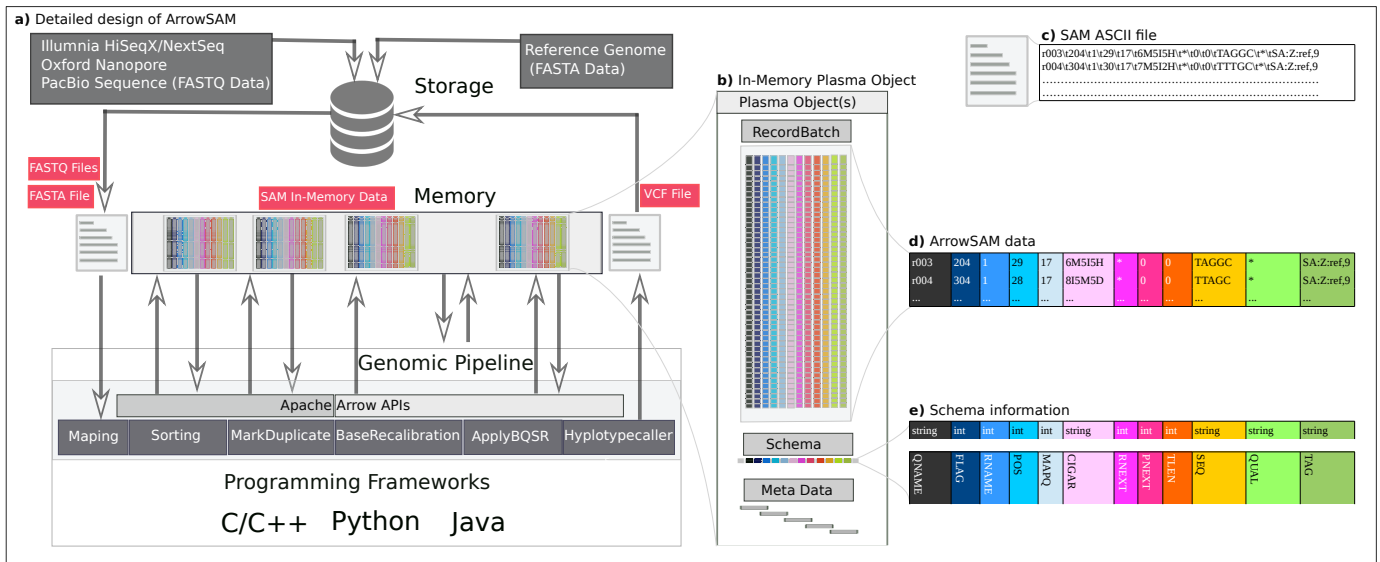 a) Detailed design of ArrowSAM
Illumnia HiSeqX/NextSeq
Oxford Nanopore
PacBio Sequence (FASTQ Data)
Reference Genome
(FASTA Data)
Storage
FASTQ Files
FASTA File
SAM In-Memory Data
Memory
VCF File
Genomic Pipeline
Apache Arrow APIs
Maping
Sorting
MarkDuplicate
BaseRecalibration
ApplyBQSR
Hyplotypecaller
Programming Frameworks
C/C++ Python Java
b) In-Memory Plasma Object
Plasma Object(s)
RecordBatch
Schema
Meta Data
c) SAM ASCII file
r003\t204\t1\t29\t17\t6M5I5H\t*\t0\t0\tTAGGC\t*\tSA:Z:ref,9
r004\t304\t1\t30\t17\t7M5I2H\t*\t0\t0\tTTTGC\t*\tSA:Z:ref,9
d) ArrowSAM data
r003 204 1 29 17 6M5I5H * 0 0 TAGGC * SA:Z:ref,9
r004 304 1 28 17 8I5M5D * 0 0 TTAGC * SA:Z:ref,9
... ... ... ... ... ... ... ... ... ... ... ...
e) Schema information
string int int int int string int int int string string string
QNAME FLAG RNAME POS MAPQ CIGAR RNEXT PNEXT TLEN SEQ QUAL TAG